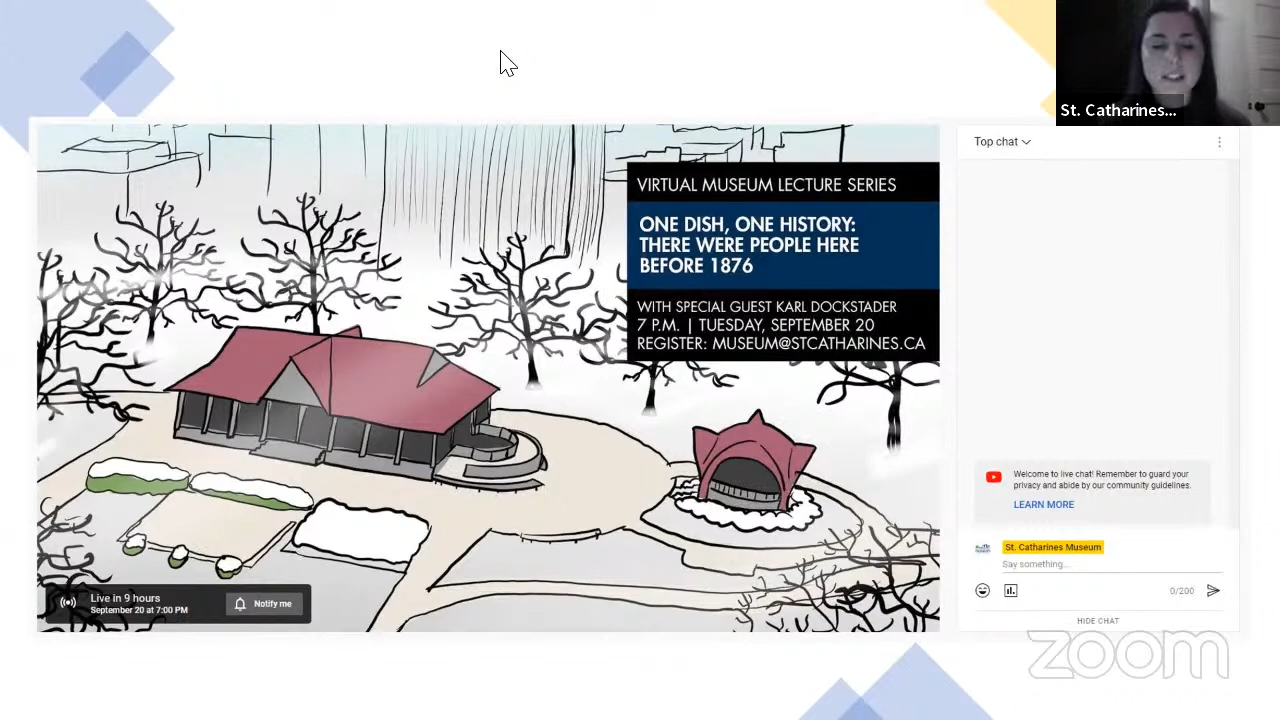 St. Catharines...
VIRTUAL MUSEUM LECTURE SERIES
ONE DISH, ONE HISTORY:
THERE WERE PEOPLE HERE
BEFORE 1876
WITH SPECIAL GUEST KARL DOCKSTADER
7 P.M. | TUESDAY, SEPTEMBER 20
REGISTER: MUSEUM@STCATHARINES.CA
Live in 9 hours
September 20 at 7:00 PM
Notify me
Top chat
Welcome to live chat! Remember to guard your
privacy and abide by our community guidelines.
LEARN MORE
St. Catharines Museum
Say something...
0/200
HIDE CHAT
zoom